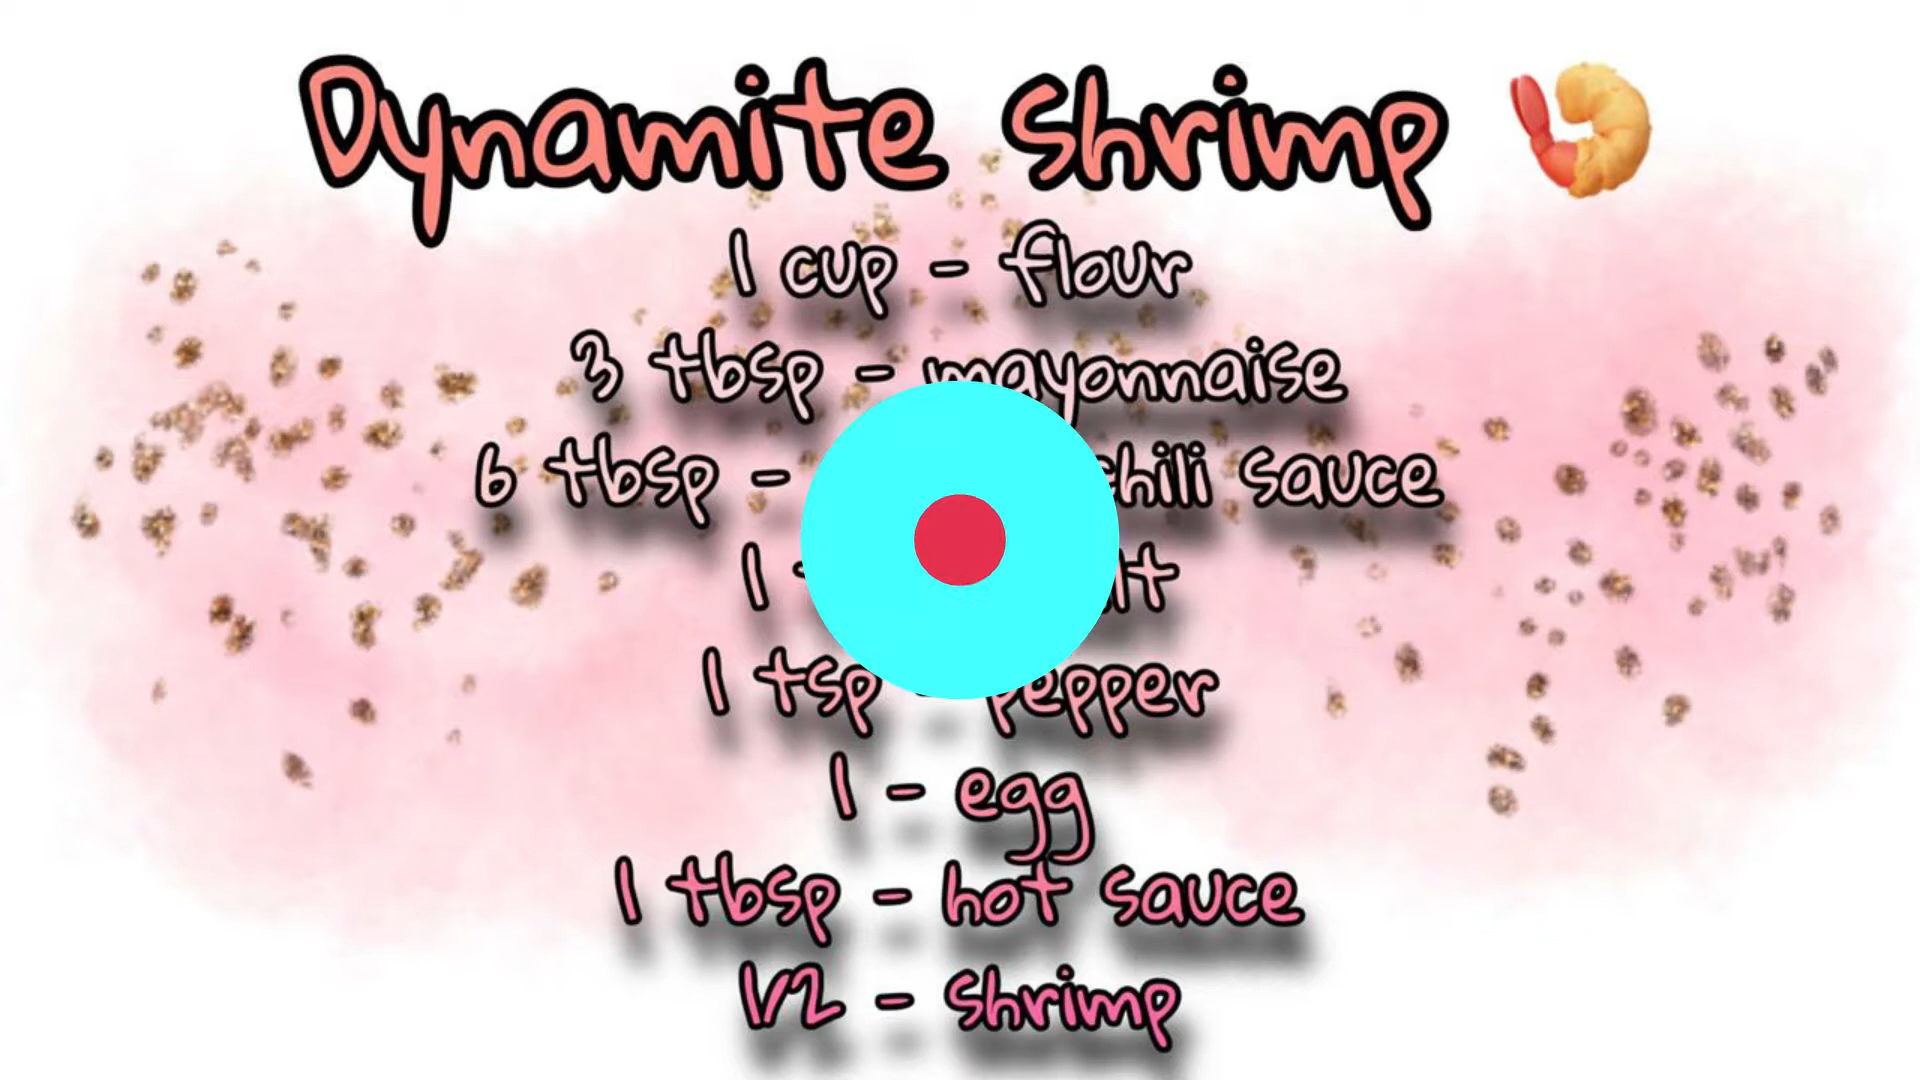 Dynamite Shrimp
1 cup - flour
3 tbsp - mayonnaise
6 tbsp - chili sauce
1
1 tsp - pepper
1 - egg
1 tbsp - hot sauce
1/2 - shrimp